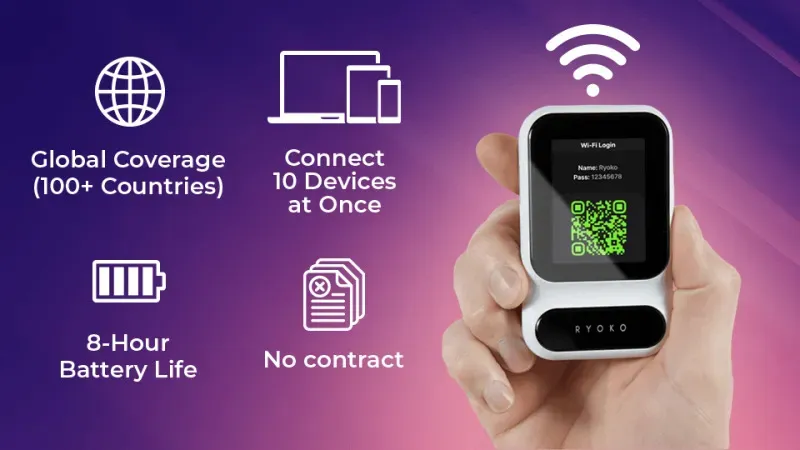 Global Coverage
(100+ Countries)
Connect
10 Devices
at Once
8-Hour
Battery Life
No contract
Wi-Fi Login
Name: Ryoko
Pass: 12345679
RYOKO